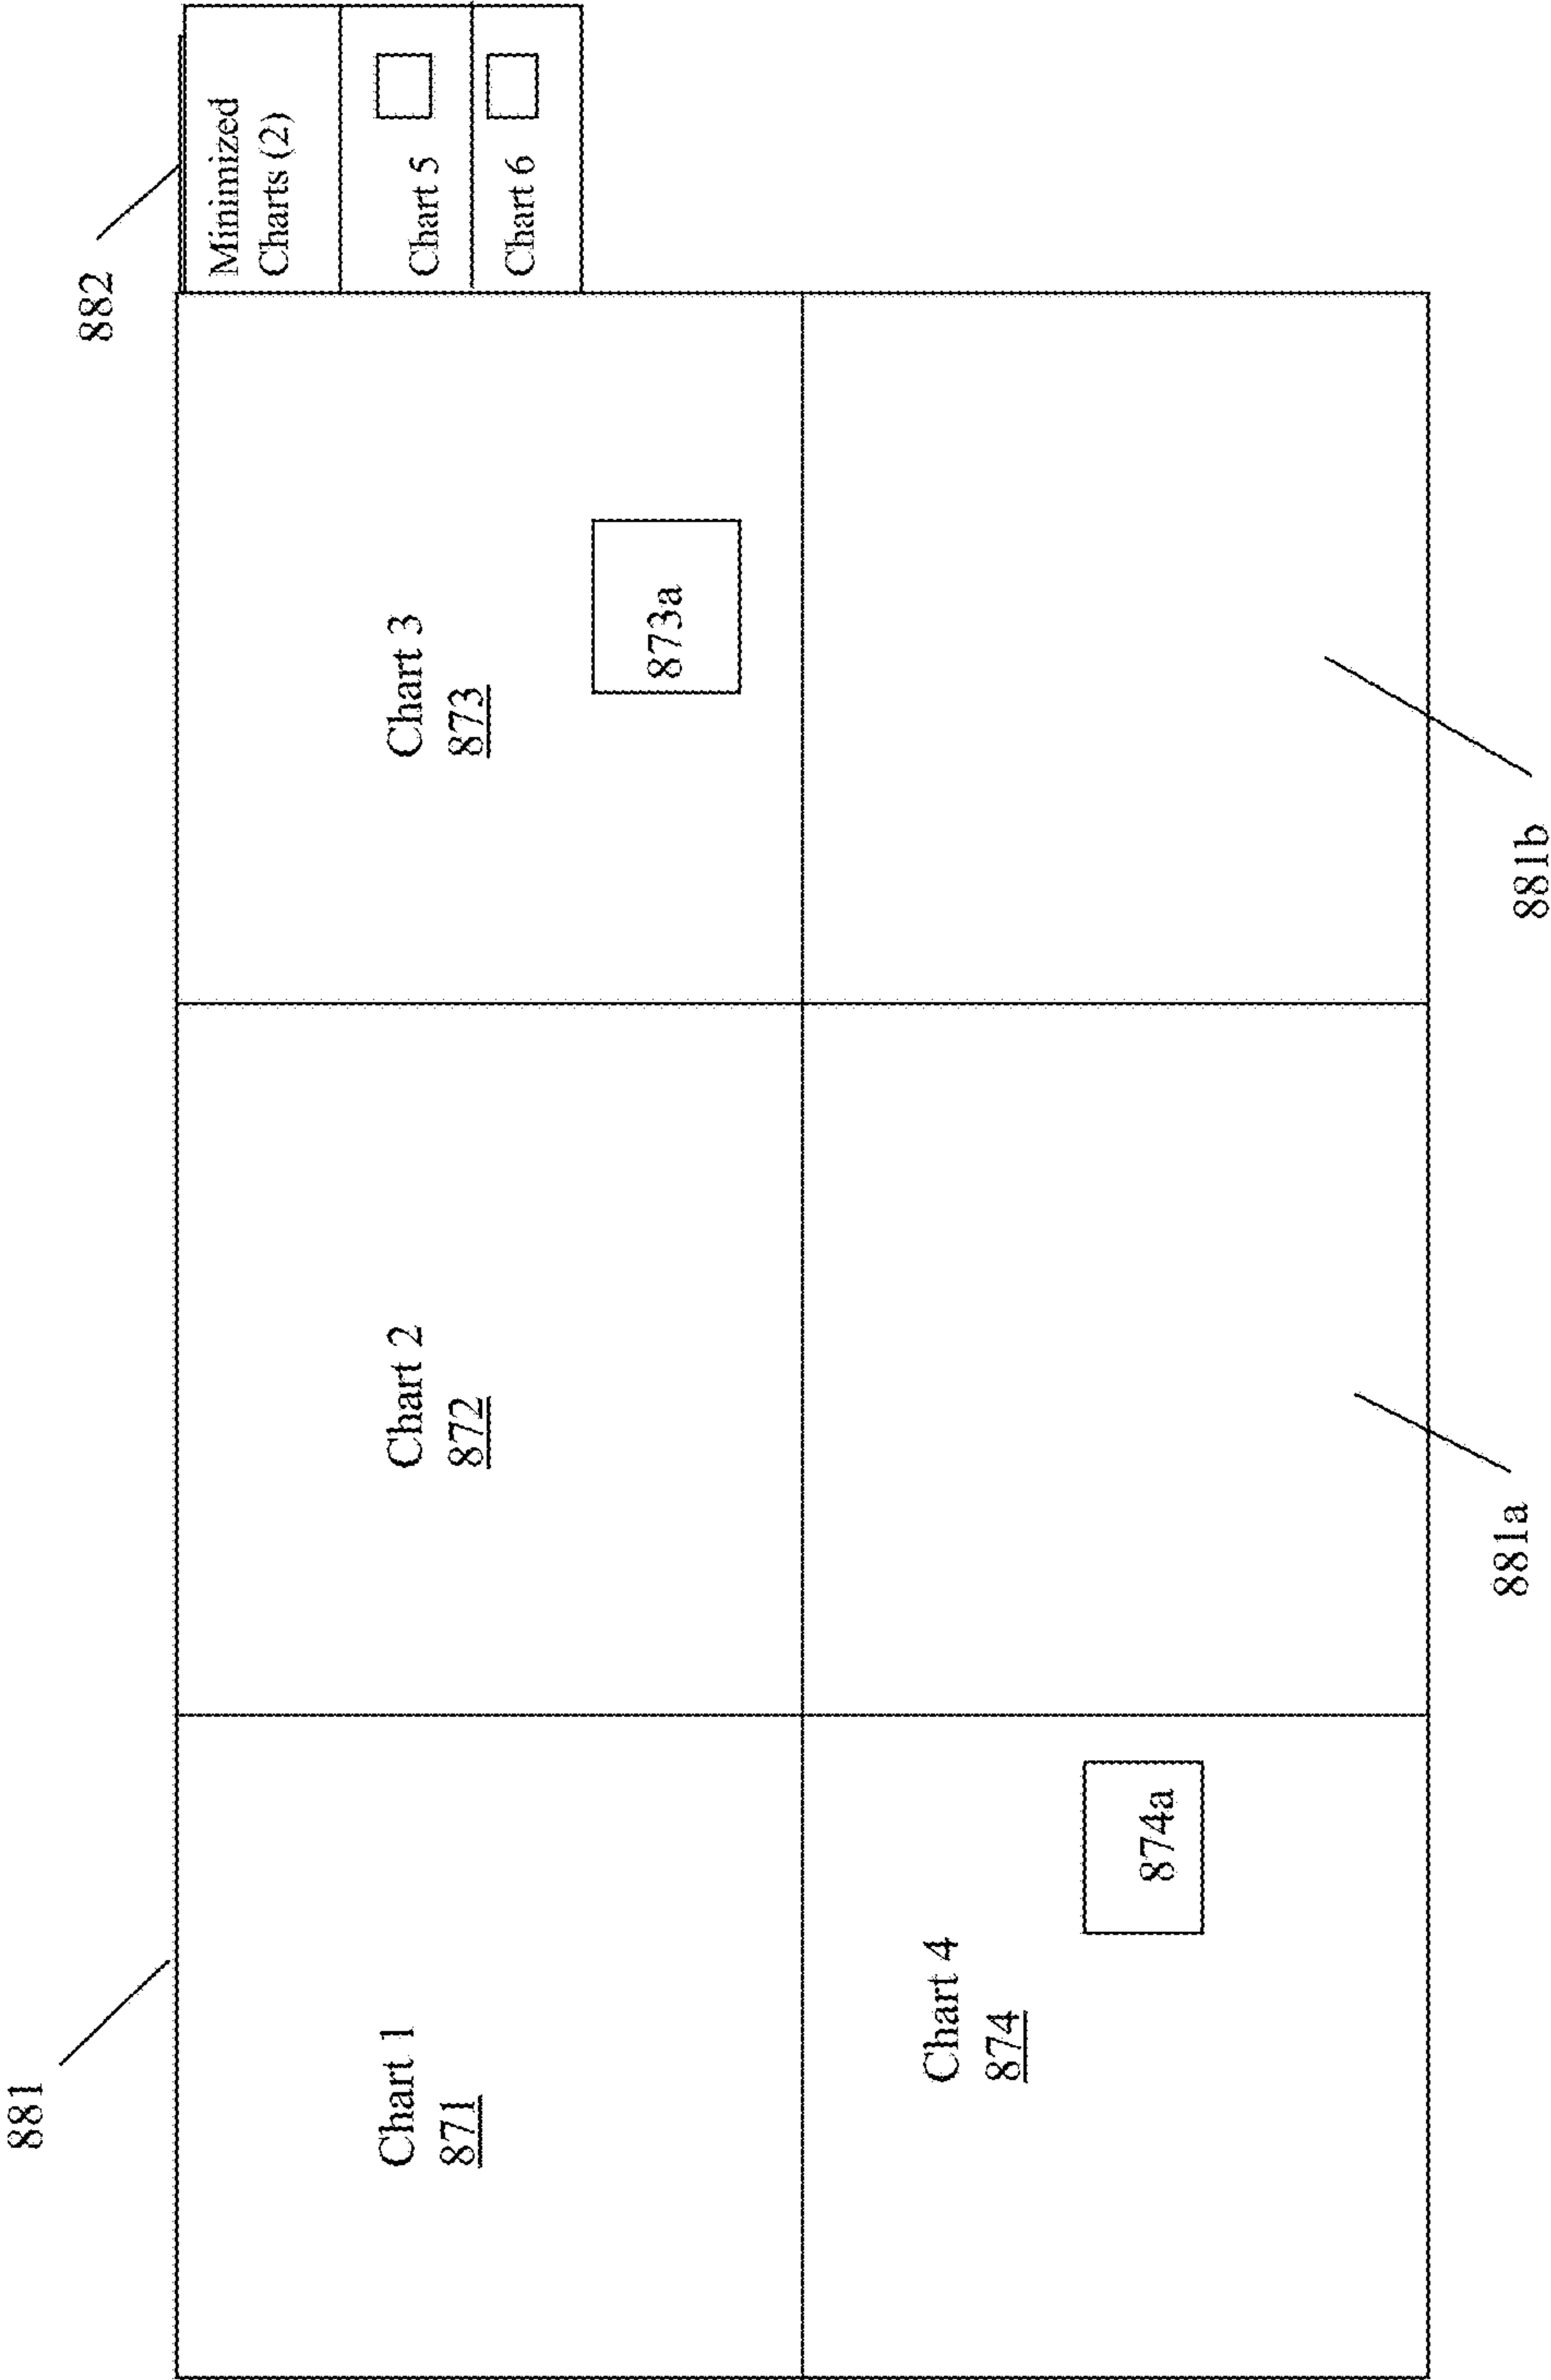 881
882
Chart 1
871
Chart 2
872
Chart 3
873
873a
Minimized
Charts (2)
Chart 5
Chart 6
Chart 4
874
874a
881a
881b